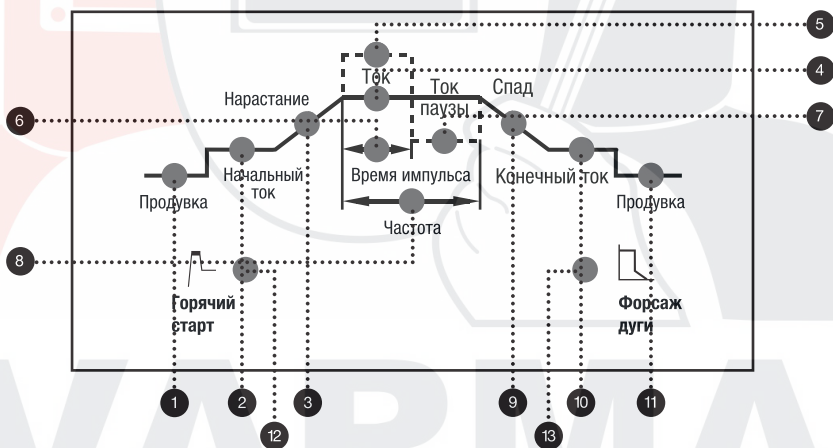 5
4
Ток
Нарастание
Ток
паузы
Спад
6
7
Продувка
Начальный
ток
Время импульса
Конечный ток
Продувка
Частота
8
Горячий
старт
Форсаж
дуги
1
2
3
9
10
11
12
13